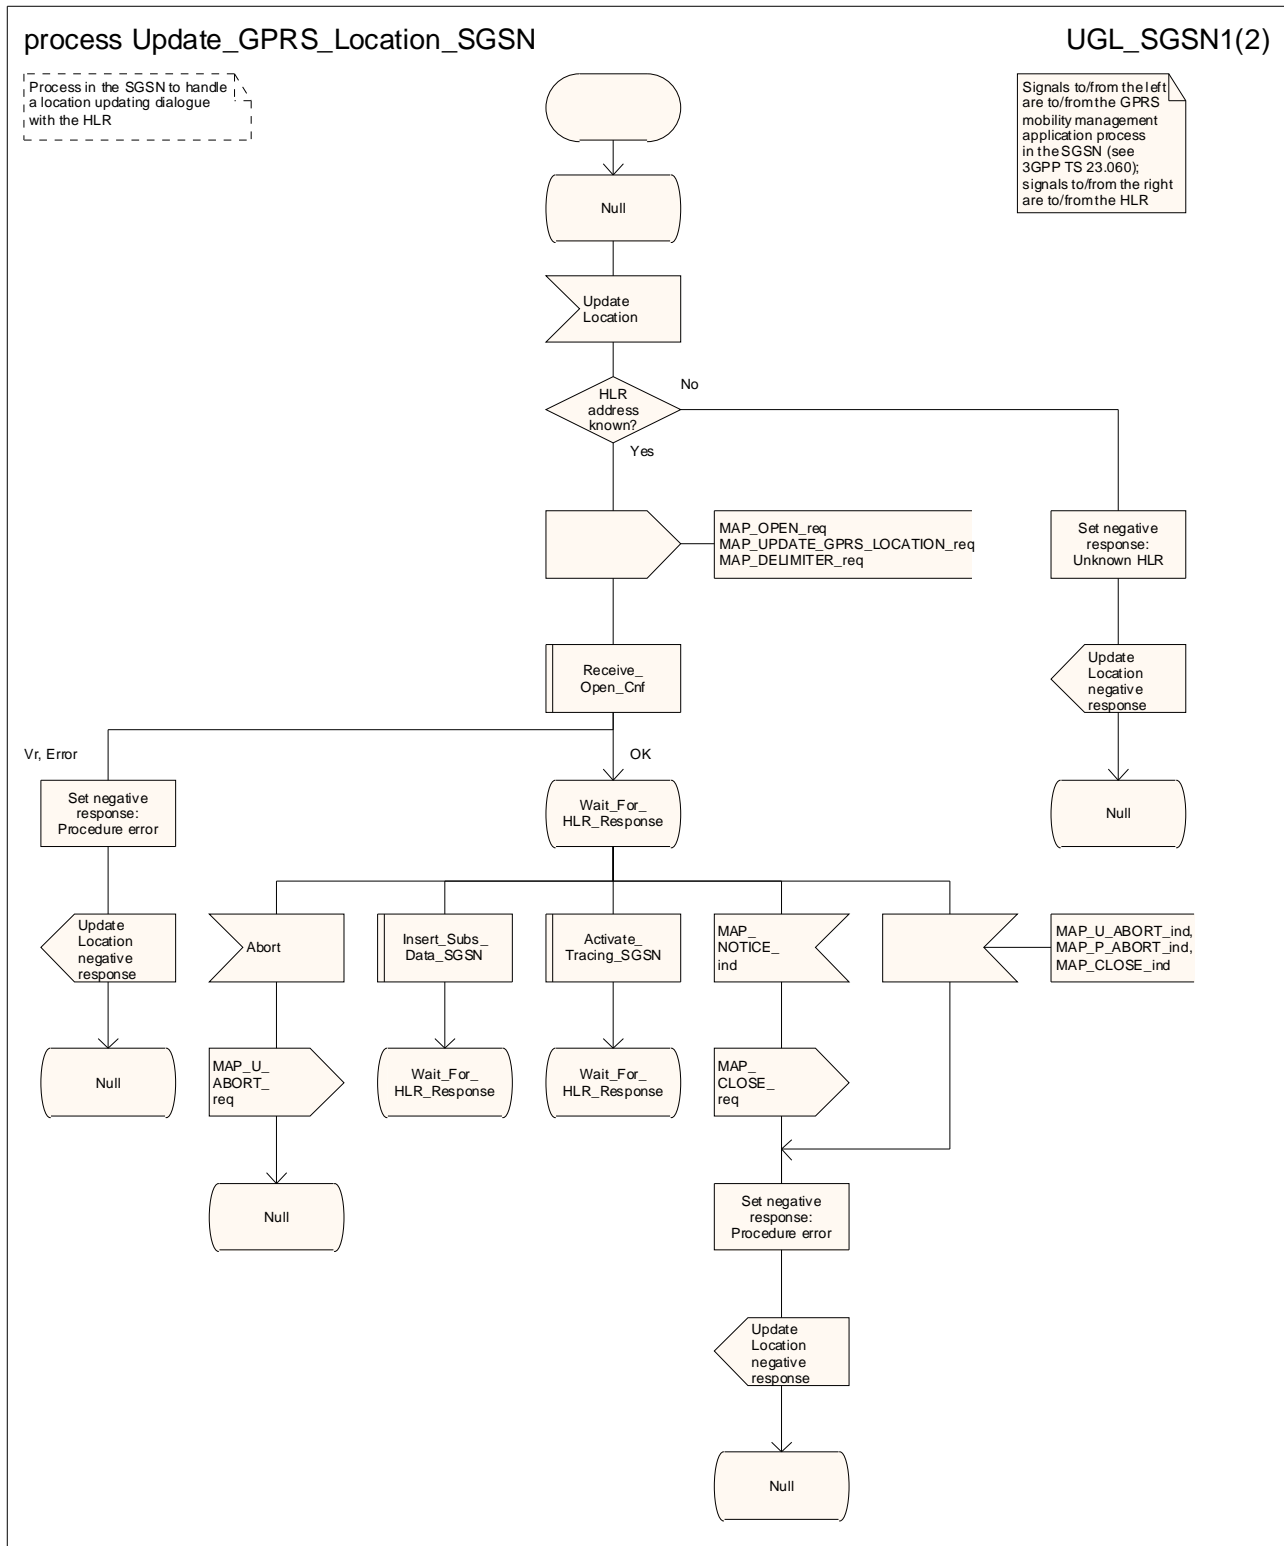 process Update_GPRS_Location_SGSN
UGL_SGSN1(2)
Process in the SGSN to handle
a location updating dialogue
with the HLR
Signals to/from the left
are to/from the GPRS
mobility management
application process
in the SGSN (see
3GPP TS 23.060);
signals to/from the right
are to/from the HLR
Null
Update
Location
HLR
address
known?
No
Yes
MAP_OPEN_req
MAP_UPDATE_GPRS_LOCATION_req
MAP_DELIMITER_req
Set negative
response:
Unknown HLR
Receive_
Open_Cnf
Update
Location
negative
response
Vr, Error
OK
Set negative
response:
Procedure error
Wait_For_
HLR_Response
Null
Update
Location
negative
response
Abort
Insert_Subs_
Data_SGSN
Activate_
Tracing_SGSN
MAP_
NOTICE_
ind
MAP_U_ABORT_ind,
MAP_P_ABORT_ind,
MAP_CLOSE_ind
Null
MAP_U_
ABORT_
req
Wait_For_
HLR_Response
Wait_For_
HLR_Response
MAP_
CLOSE_
req
Null
Set negative
response:
Procedure error
Update
Location
negative
response
Null